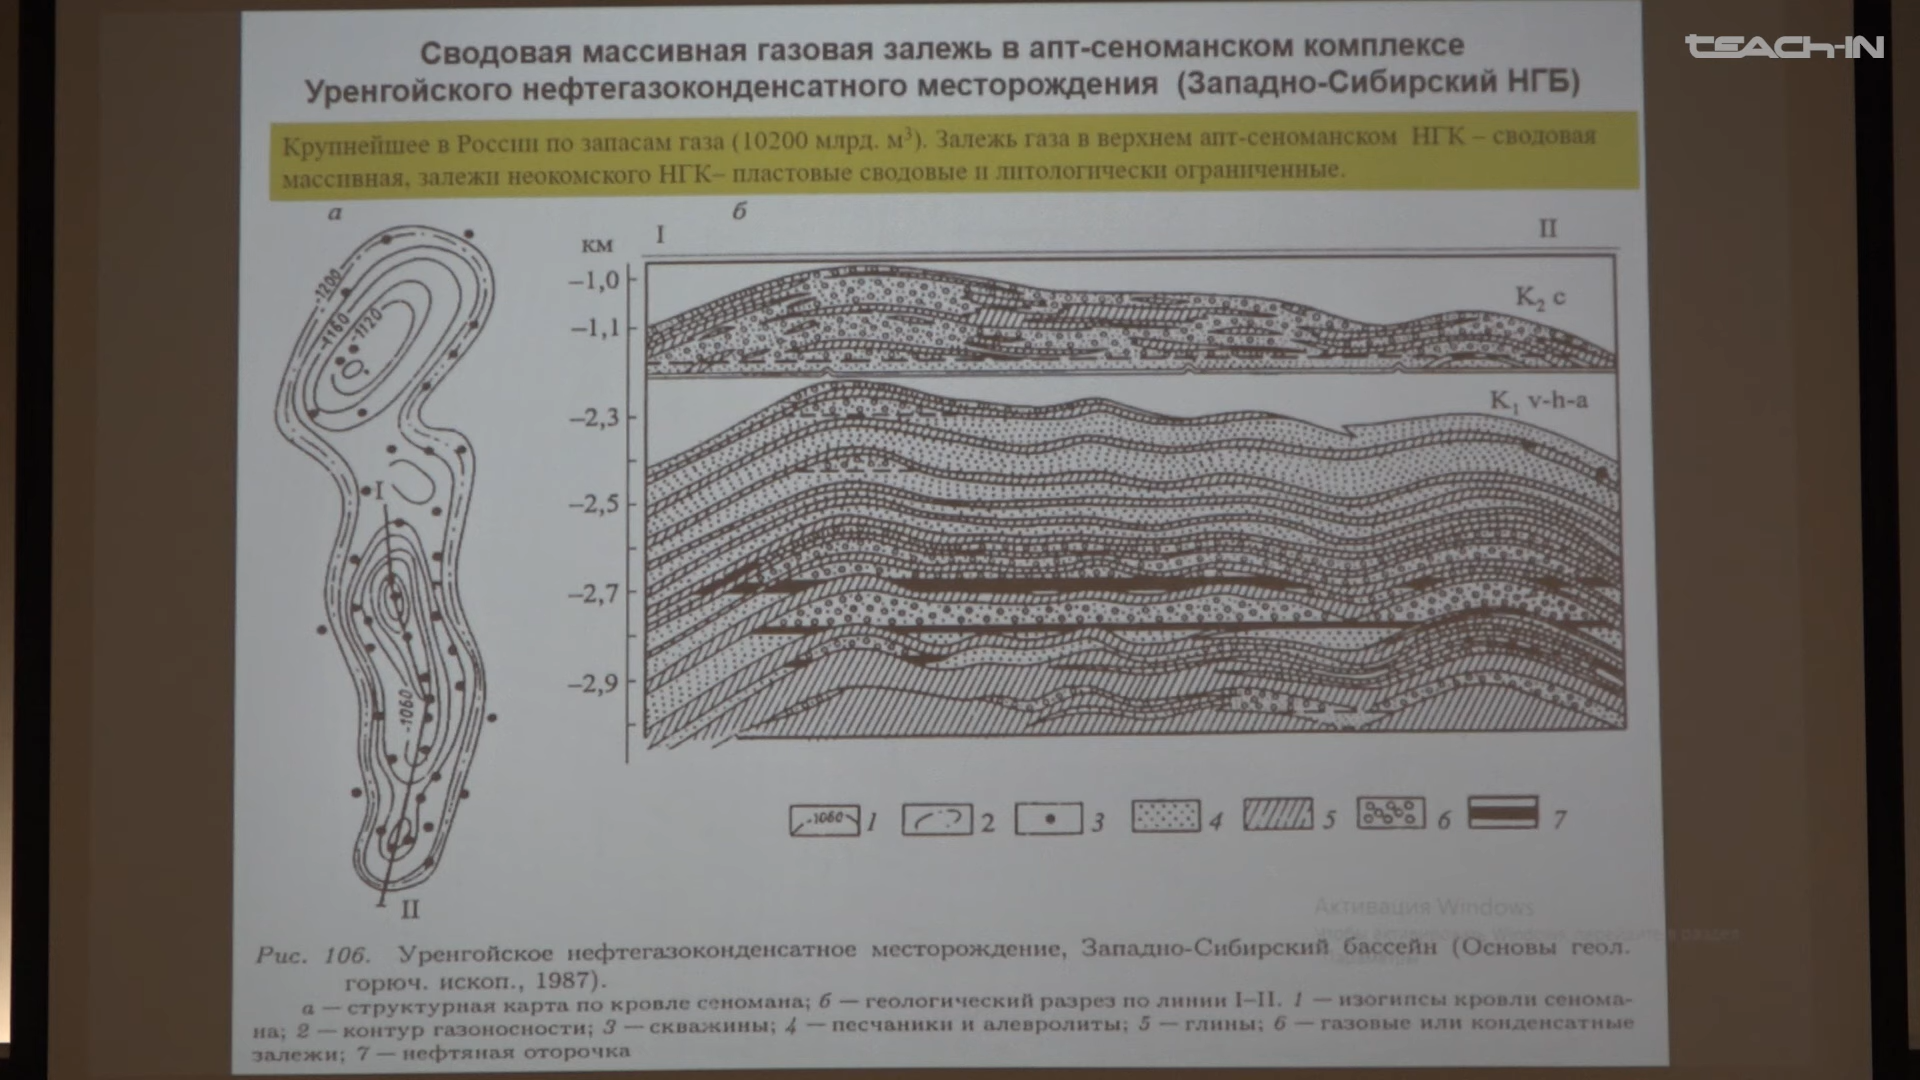 TEACH-IN
Сводовая массивная газовая залежь в апт-сеноманском комплексе
Уренгойского нефтегазоконденсатного месторождения (Западно-Сибирский НГБ)
Крупнейшее в России по запасам газа (10200 млрд. м³). Залежь газа в верхнем апт-сеноманском НГК – сводовая
массивная, залежи неокомского НГК– пластовые сводовые и литологически ограниченные.
а
б
км
I
II
−1,0
−1,1
−2,3
−2,5
−2,7
−2,9
K₂ c
K₁ v-h-a
-1200
-1160
-1120
I
-1060
II
-1060 1
2
3
4
5
6
7
Активация Windows
Рис. 106. Уренгойское нефтегазоконденсатное месторождение, Западно-Сибирский бассейн (Основы геол.
горюч. ископ., 1987).
а — структурная карта по кровле сеномана; б — геологический разрез по линии I–II. 1 — изогипсы кровли сенома-
на; 2 — контур газоносности; 3 — скважины; 4 — песчаники и алевролиты; 5 — глины; 6 — газовые или конденсатные
залежи; 7 — нефтяная оторочка